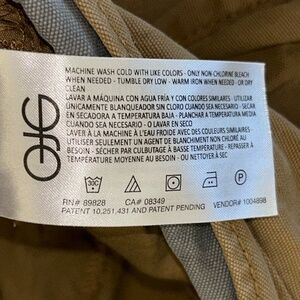 MACHINE WASH COLD WITH LIKE COLORS - ONLY NON CHLORINE BLEACH
WHEN NEEDED - TUMBLE DRY LOW - WARM IRON WHEN NEEDED- OR DRY
CLEAN
LAVAR A MÁQUINA CON AGUA FRÍA Y CON COLORES SIMILARES - UTILIZAR
ÚNICAMENTE BLANQUEADOR SIN CLORO CUANDO SEA NECESARIO - SECAR
EN SECADORA A TEMPERATURA BAJA - PLANCHAR A TEMPERATURA MEDIA
CUANDO SEA NECESARIO - O LAVAR EN SECO
LAVER À LA MACHINE À L'EAU FROIDE AVEC DES COULEURS SIMILAIRES -
UTILISER SEULEMENT UN AGENT DE BLANCHIMENT NON CHLORÉ, AU
BESOIN - SÉCHER PAR CULBUTAGE À BASSE TEMPÉRATURE - REPASSER À
TEMPÉRATURE MOYENNE AU BESOIN - OU NETTOYER À SEC
30C
P
RN# 89828 CA# 08349 VENDOR# 1004898
PATENT 10,251,431 AND PATENT PENDING